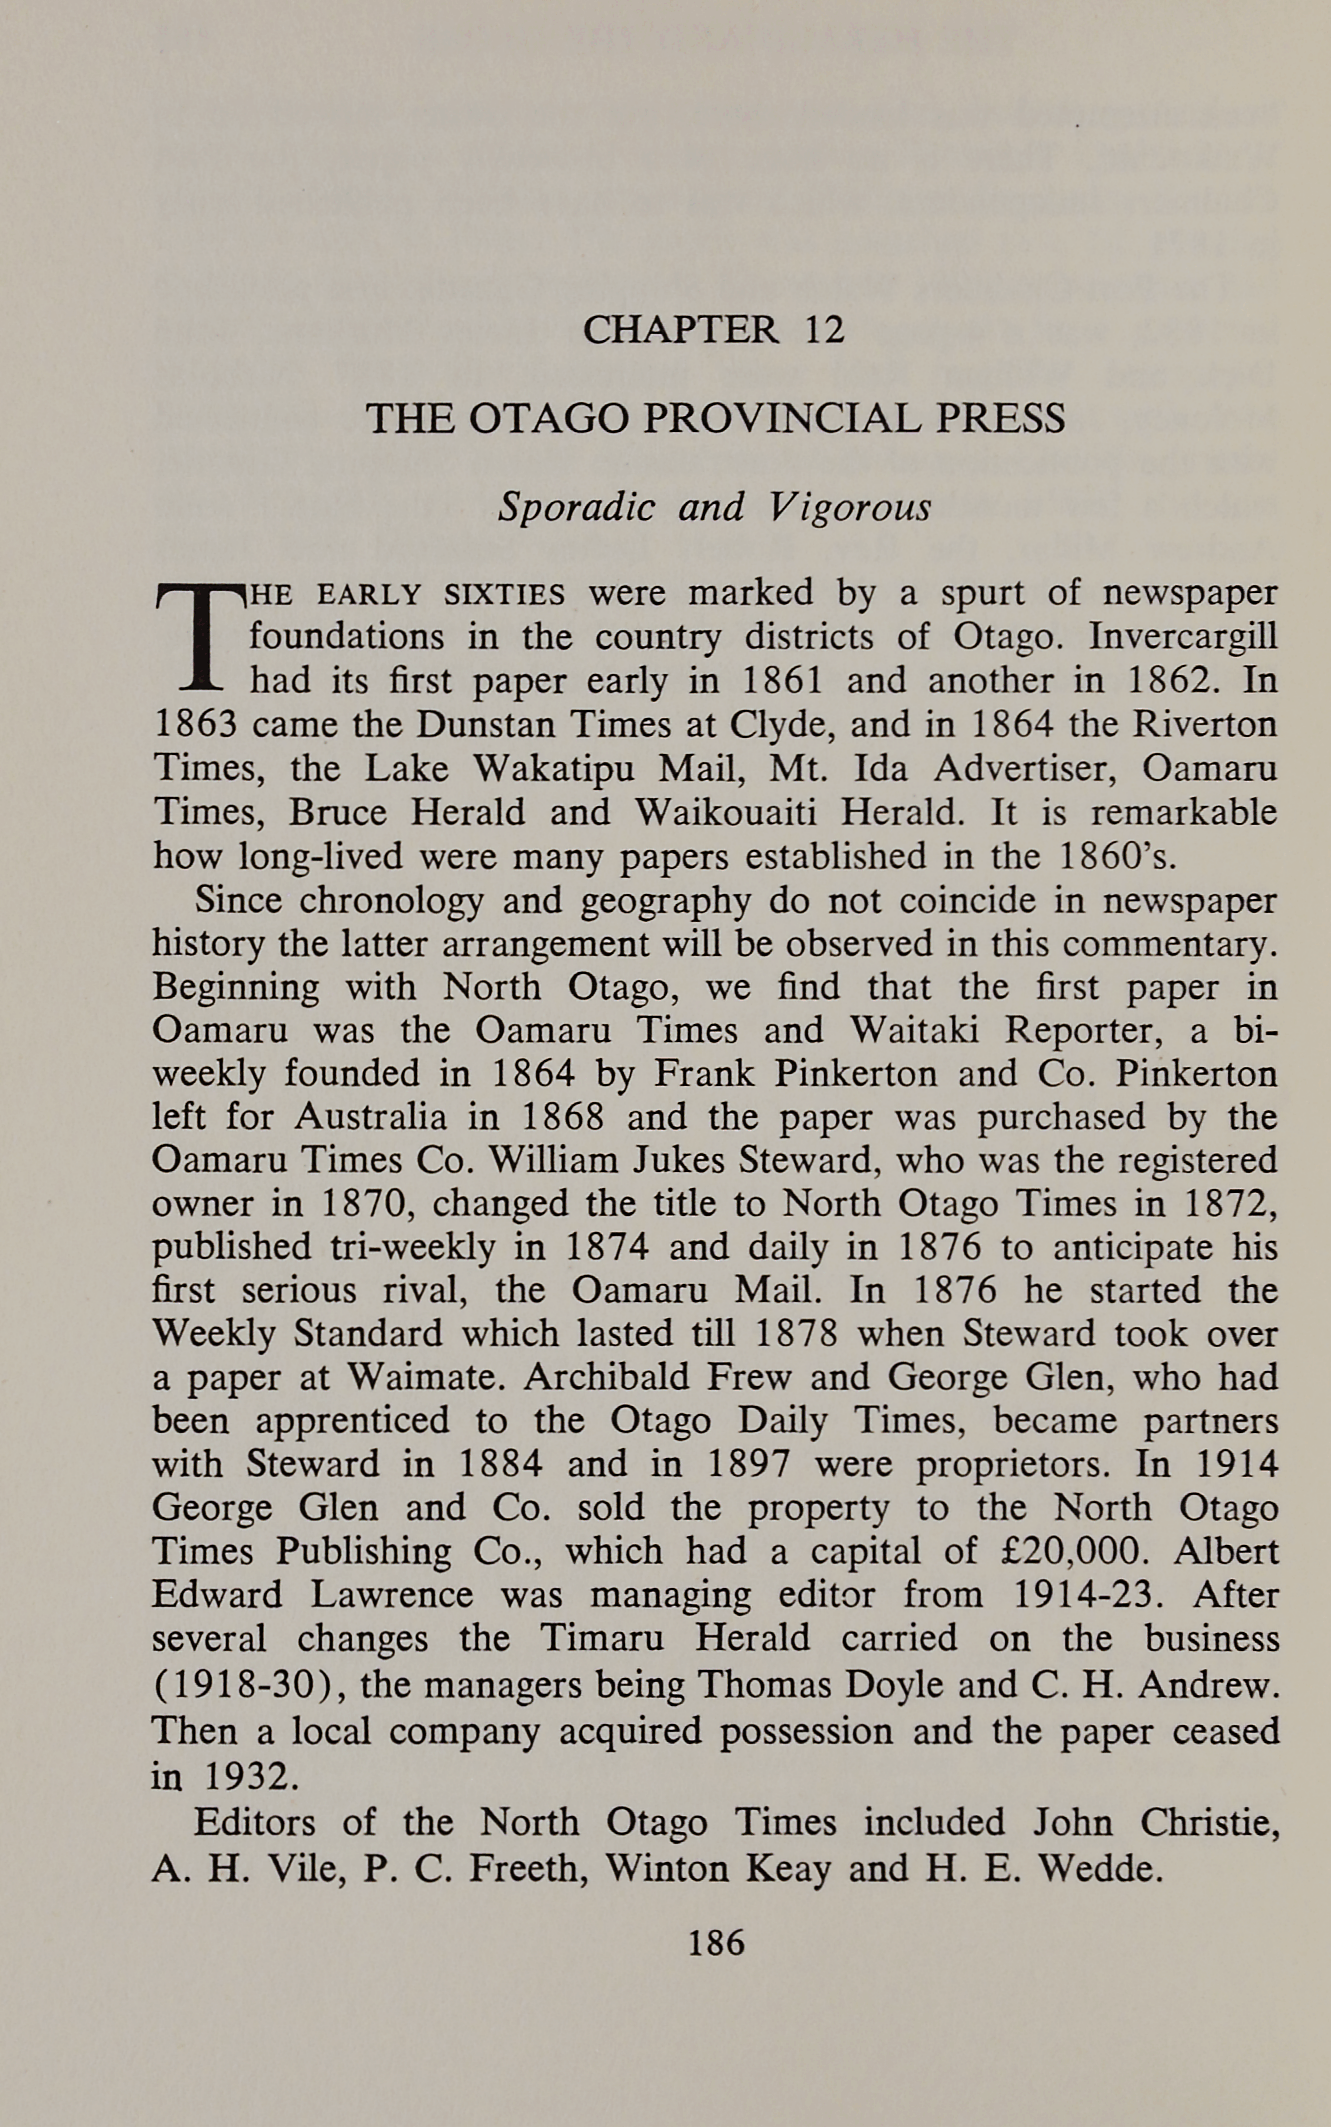 CHAPTER 12
THE OTAGO PROVINCIAL PRESS
Sporadic and Vigorous
THE EARLY SIXTIES were marked by a spurt of newspaper
foundations in the country districts of Otago. Invercargill
had its first paper early in 1861 and another in 1862. In
1863 came the Dunstan Times at Clyde, and in 1864 the Riverton
Times, the Lake Wakatipu Mail, Mt. Ida Advertiser, Oamaru
Times, Bruce Herald and Waikouaiti Herald. It is remarkable
how long-lived were many papers established in the 1860's.
Since chronology and geography do not coincide in newspaper
history the latter arrangement will be observed in this commentary.
Beginning with North Otago, we find that the first paper in
Oamaru was the Oamaru Times and Waitaki Reporter, a bi-
weekly founded in 1864 by Frank Pinkerton and Co. Pinkerton
left for Australia in 1868 and the paper was purchased by the
Oamaru Times Co. William Jukes Steward, who was the registered
owner in 1870, changed the title to North Otago Times in 1872,
published tri-weekly in 1874 and daily in 1876 to anticipate his
first serious rival, the Oamaru Mail. In 1876 he started the
Weekly Standard which lasted till 1878 when Steward took over
a paper at Waimate. Archibald Frew and George Glen, who had
been apprenticed to the Otago Daily Times, became partners
with Steward in 1884 and in 1897 were proprietors. In 1914
George Glen and Co. sold the property to the North Otago
Times Publishing Co., which had a capital of £20,000. Albert
Edward Lawrence was managing editor from 1914-23. After
several changes the Timaru Herald carried on the business
(1918-30), the managers being Thomas Doyle and C. H. Andrew.
Then a local company acquired possession and the paper ceased
in 1932.
Editors of the North Otago Times included John Christie,
A. H. Vile, P. C. Freeth, Winton Keay and H. E. Wedde.
186